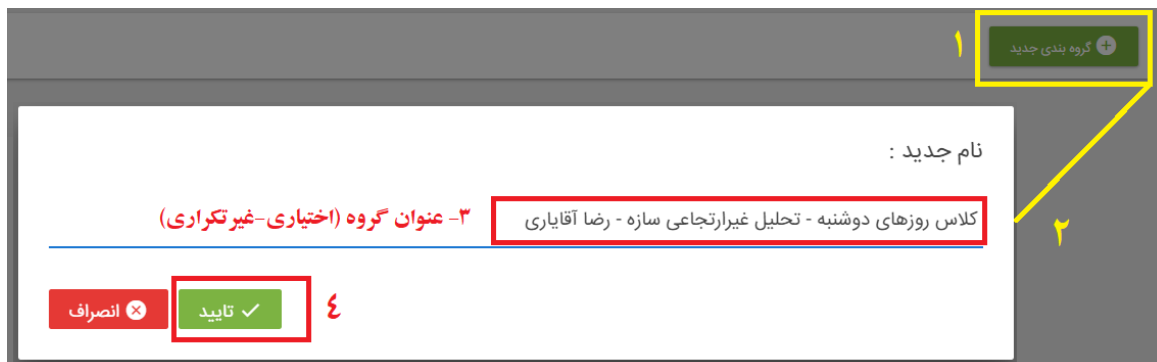 گروه بندی جدید
۱
نام جدید :
کلاس روزهای دوشنبه - تحلیل غیرارتجاعی سازه - رضا آقایاری
۳- عنوان گروه (اختیاری-غیرتکراری)
۲
تایید
انصراف
٤